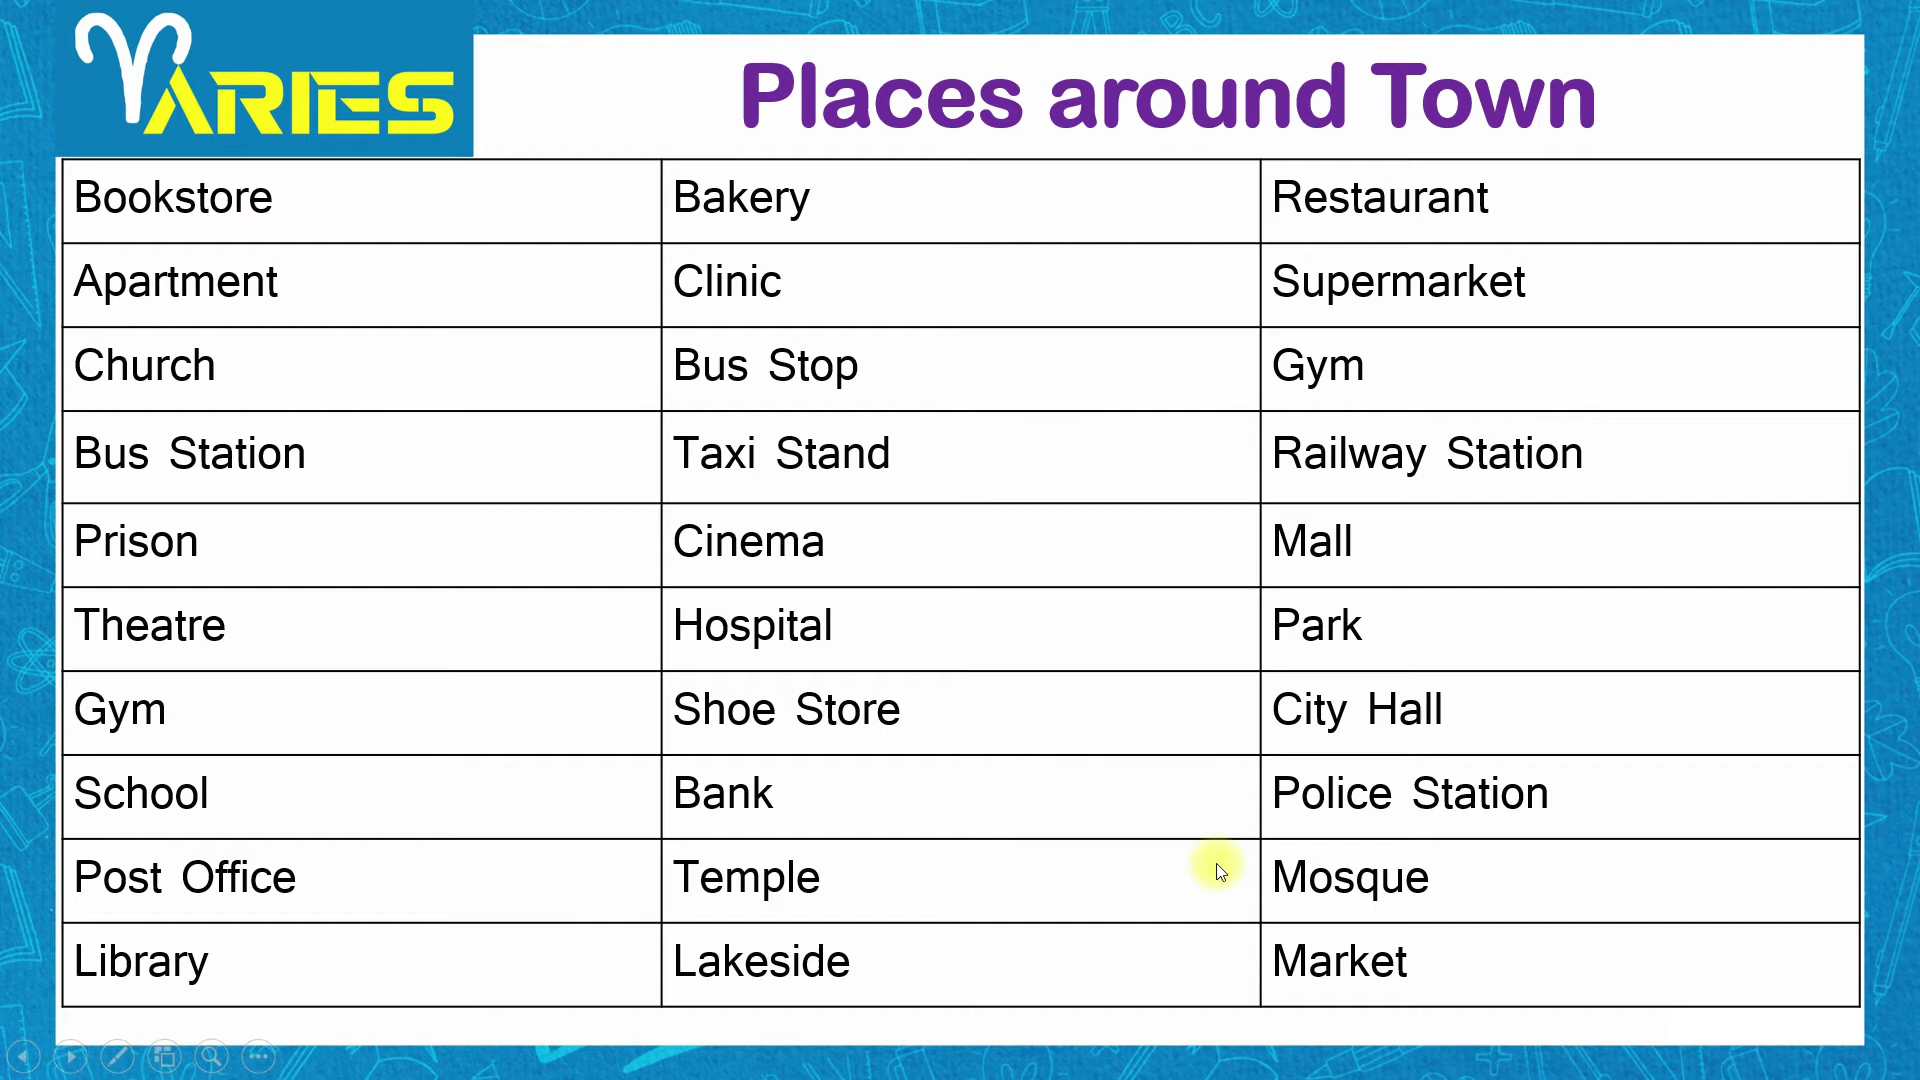 ARIES
Places around Town
Bookstore Bakery Restaurant
Apartment Clinic Supermarket
Church Bus Stop Gym
Bus Station Taxi Stand Railway Station
Prison Cinema Mall
Theatre Hospital Park
Gym Shoe Store City Hall
School Bank Police Station
Post Office Temple Mosque
Library Lakeside Market